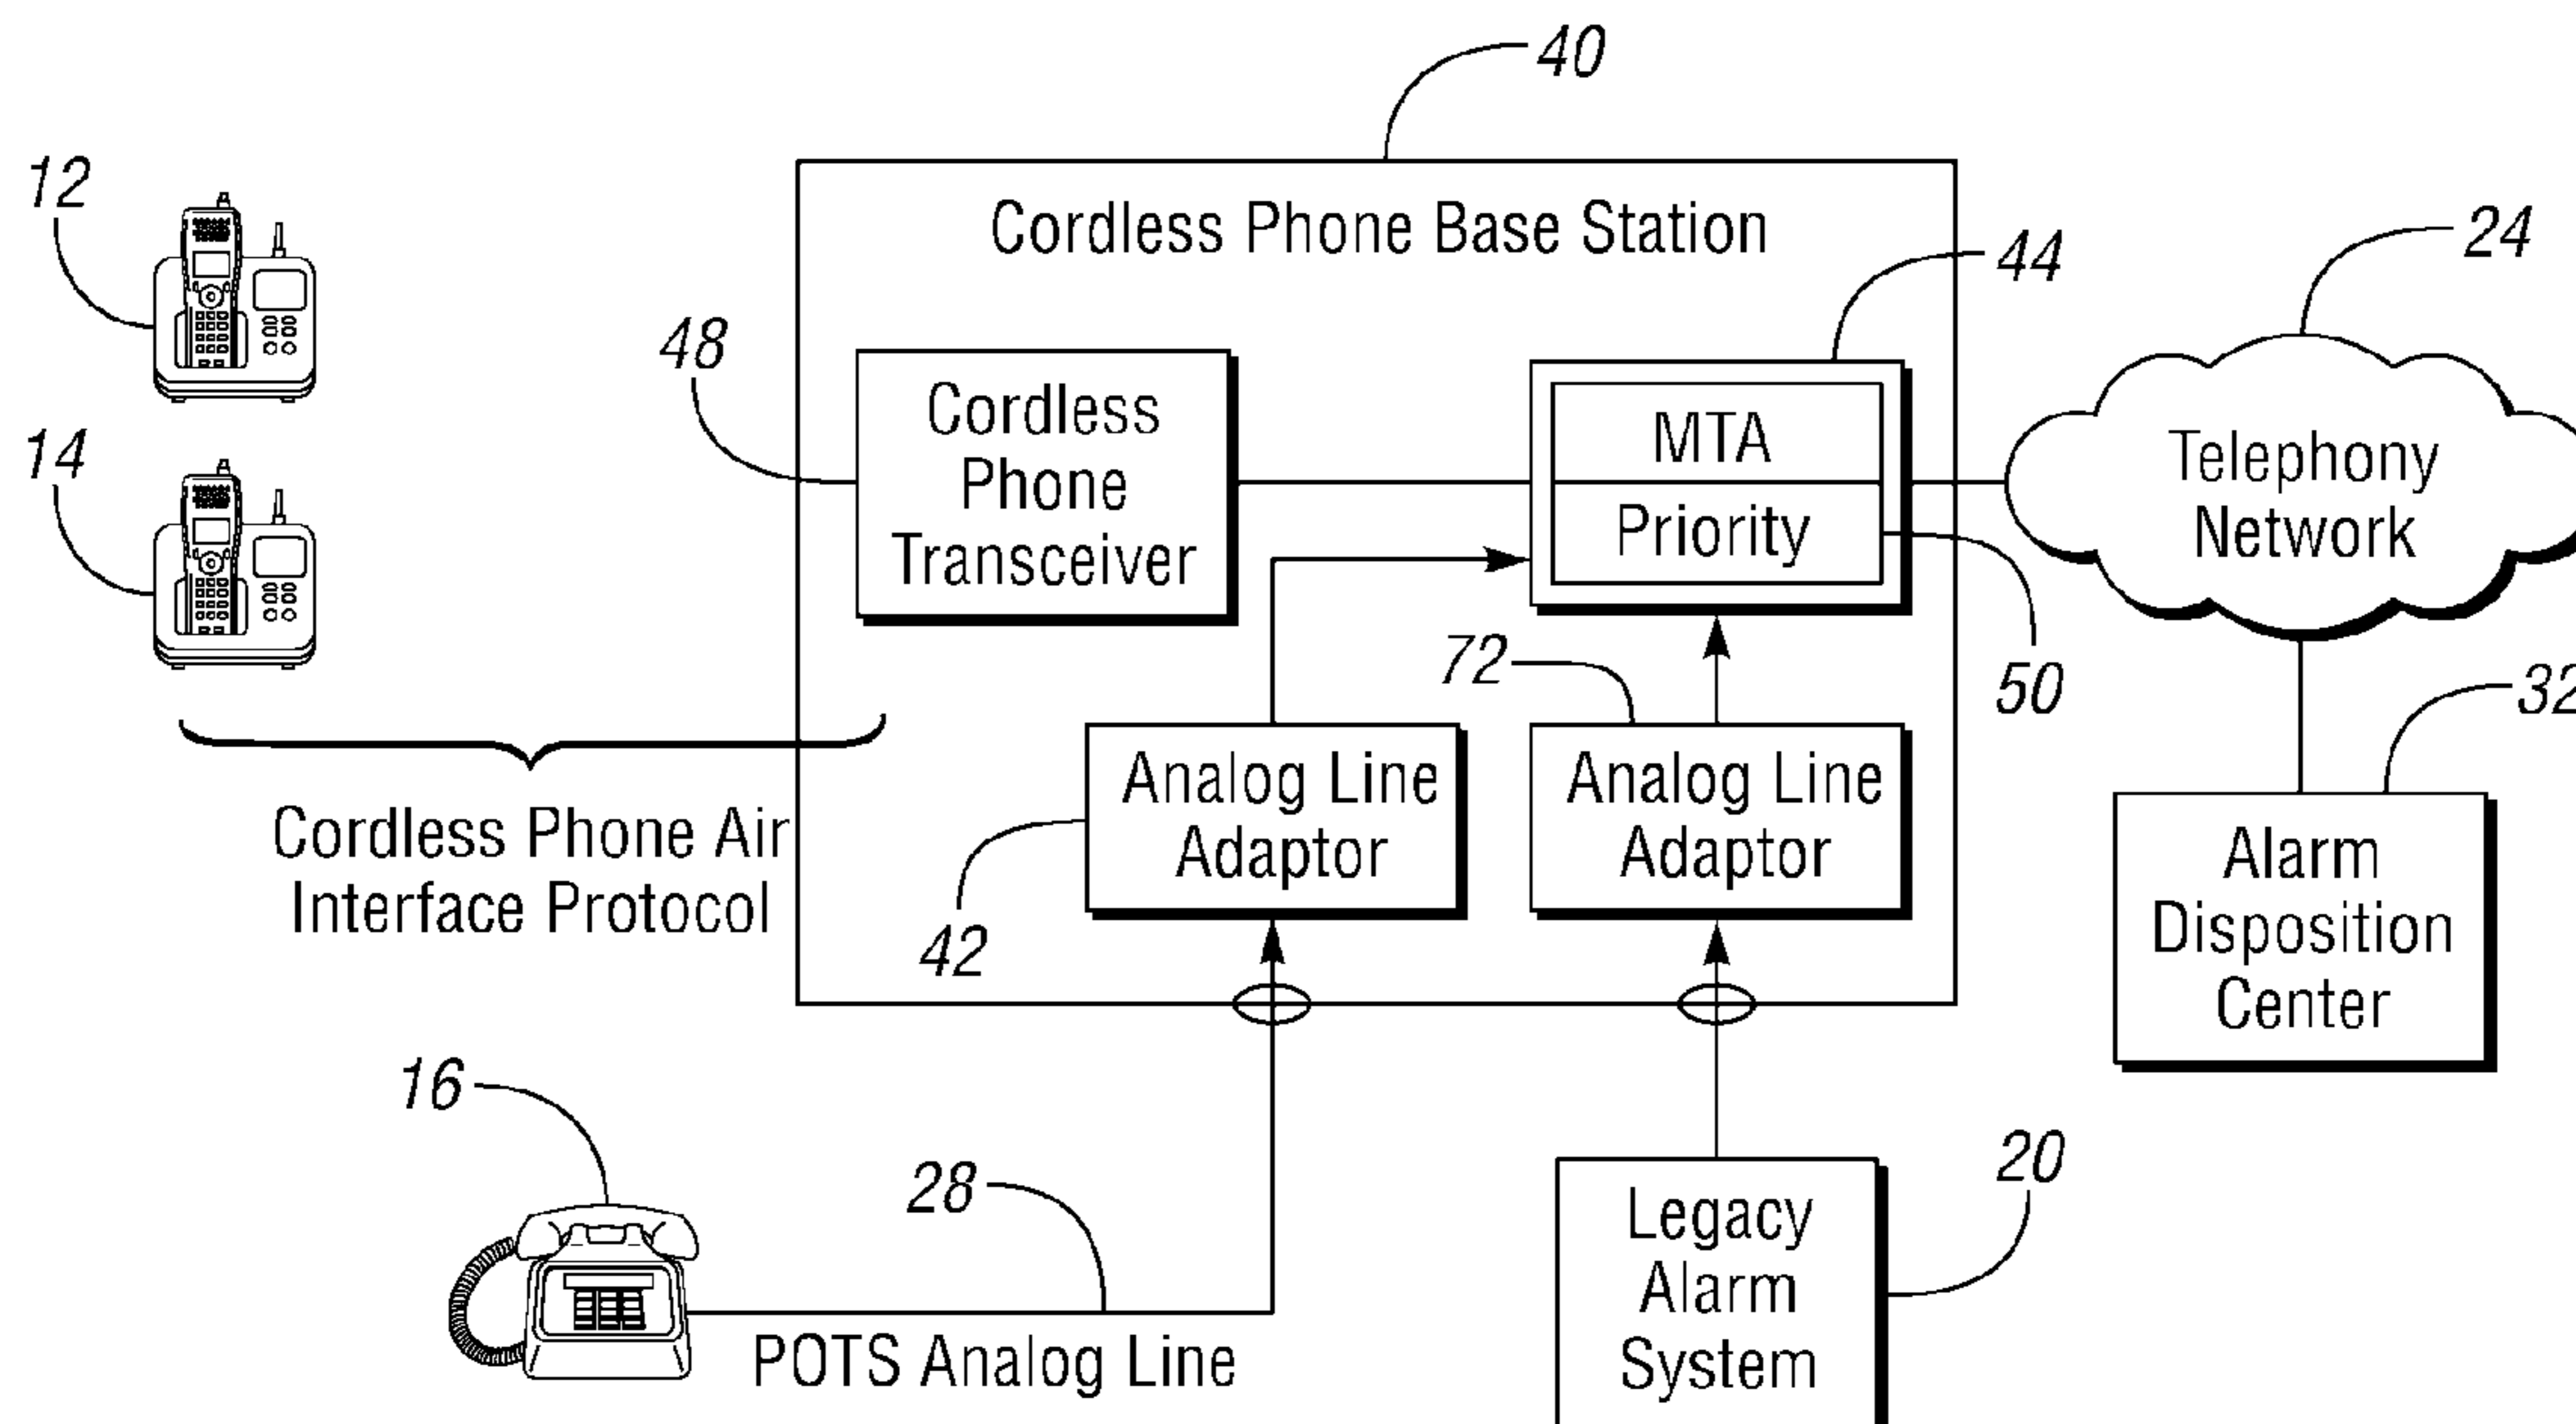 40
12
Cordless Phone Base Station
44
24
48
Cordless
Phone
Transceiver
MTA
Priority
Telephony
Network
14
72
50
32
Analog Line
Adaptor
Analog Line
Adaptor
Cordless Phone Air
Interface Protocol
42
Alarm
Disposition
Center
16
28
20
Legacy
Alarm
System
POTS Analog Line